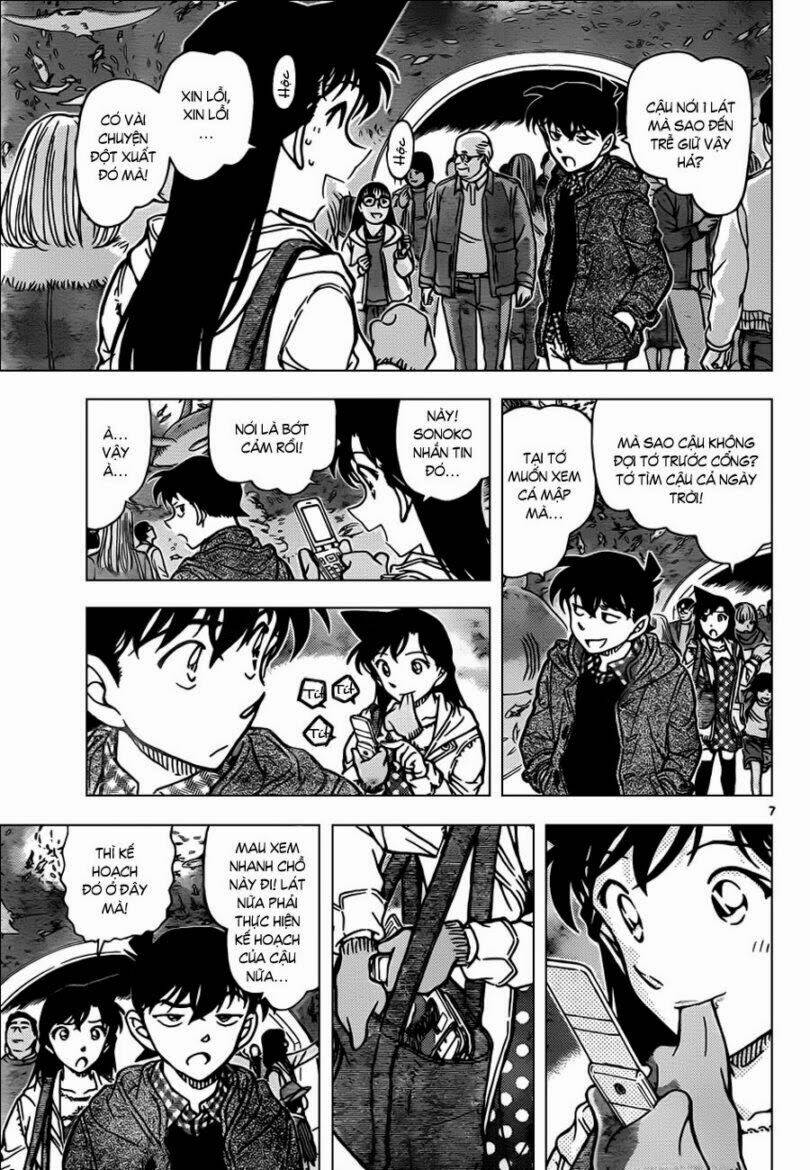 CẬU NÓI 1 LÁT
MÀ SAO ĐẾN
TRỄ GIỮ VẬY
HẢ?
Hộc
Hộc
XIN LỖI,
XIN LỖI
...
CÓ VÀI
CHUYỆN
ĐỘT XUẤT
ĐÓ MÀ!
MÀ SAO CẬU KHÔNG
ĐỢI TỚ TRƯỚC CỔNG?
TỚ TÌM CẬU CẢ NGÀY
TRỜI!
TẠI TỚ
MUỐN XEM
CÁ MẬP
MÀ...
NÀY!
SONOKO
NHẮN TIN
ĐÓ...
NÓI LÀ BỚT
CẢM RỒI!
À...
VẬY
À...
Tít
Tít
Tít
7
MAU XEM
NHANH CHỖ
NÀY ĐI! LÁT
NỮA PHẢI
THỰC HIỆN
KẾ HOẠCH
CỦA CẬU
NỮA...
THÌ KẾ
HOẠCH
ĐÓ Ở ĐÂY
MÀ!